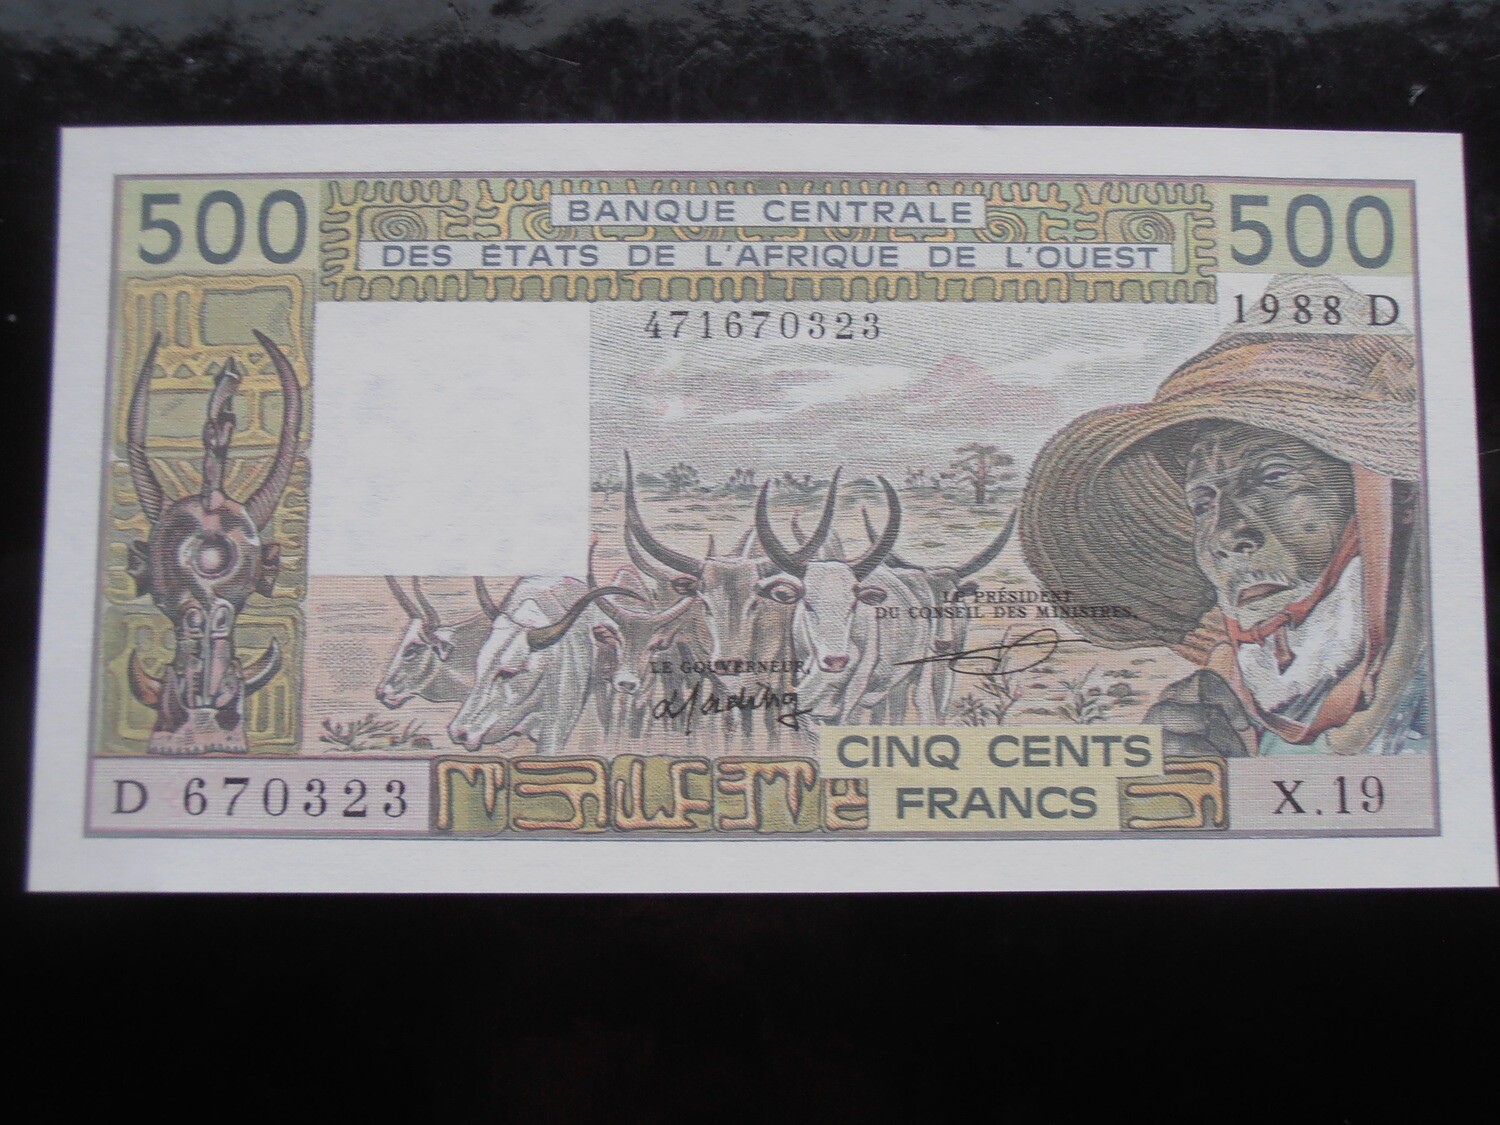 500
BANQUE CENTRALE
DES ÉTATS DE L'AFRIQUE DE L'OUEST
500
471670323
1988 D
LE PRÉSIDENT
DU CONSEIL DES MINISTRES,
LE GOUVERNEUR,
CINQ CENTS
FRANCS
D 670323
X.19